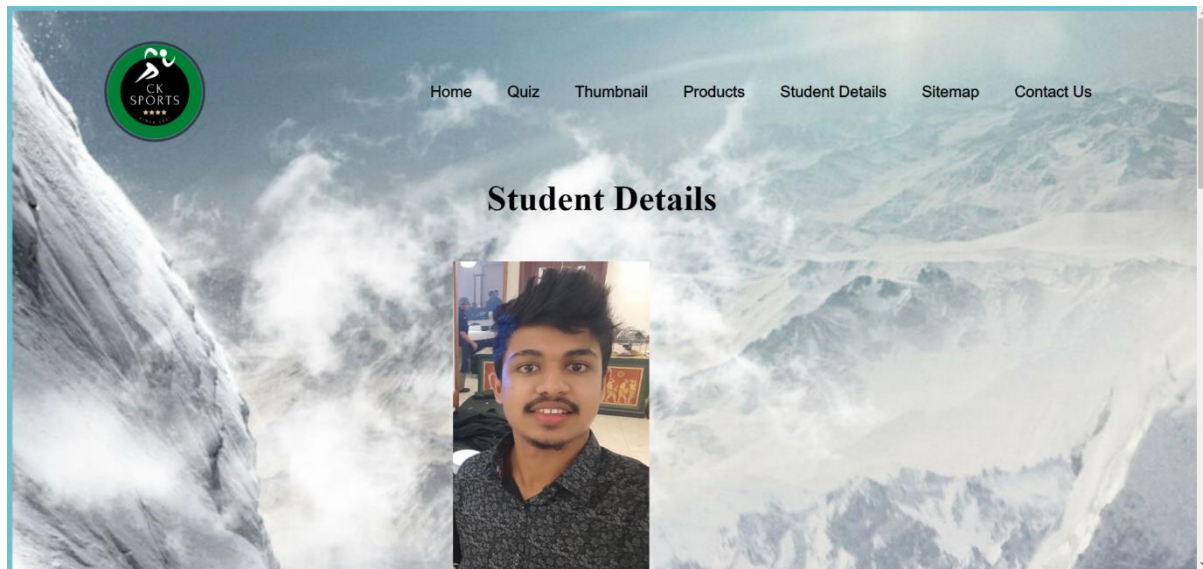 CK
SPORTS
Home Quiz Thumbnail Products Student Details Sitemap Contact Us
Student Details